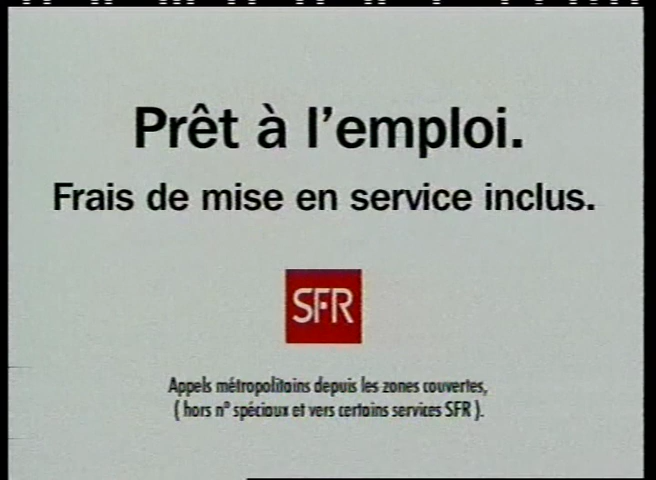 Prêt à l'emploi.
Frais de mise en service inclus.
SFR
Appels métropolitains depuis les zones couvertes,
( hors n° spéciaux et vers certains services SFR ).